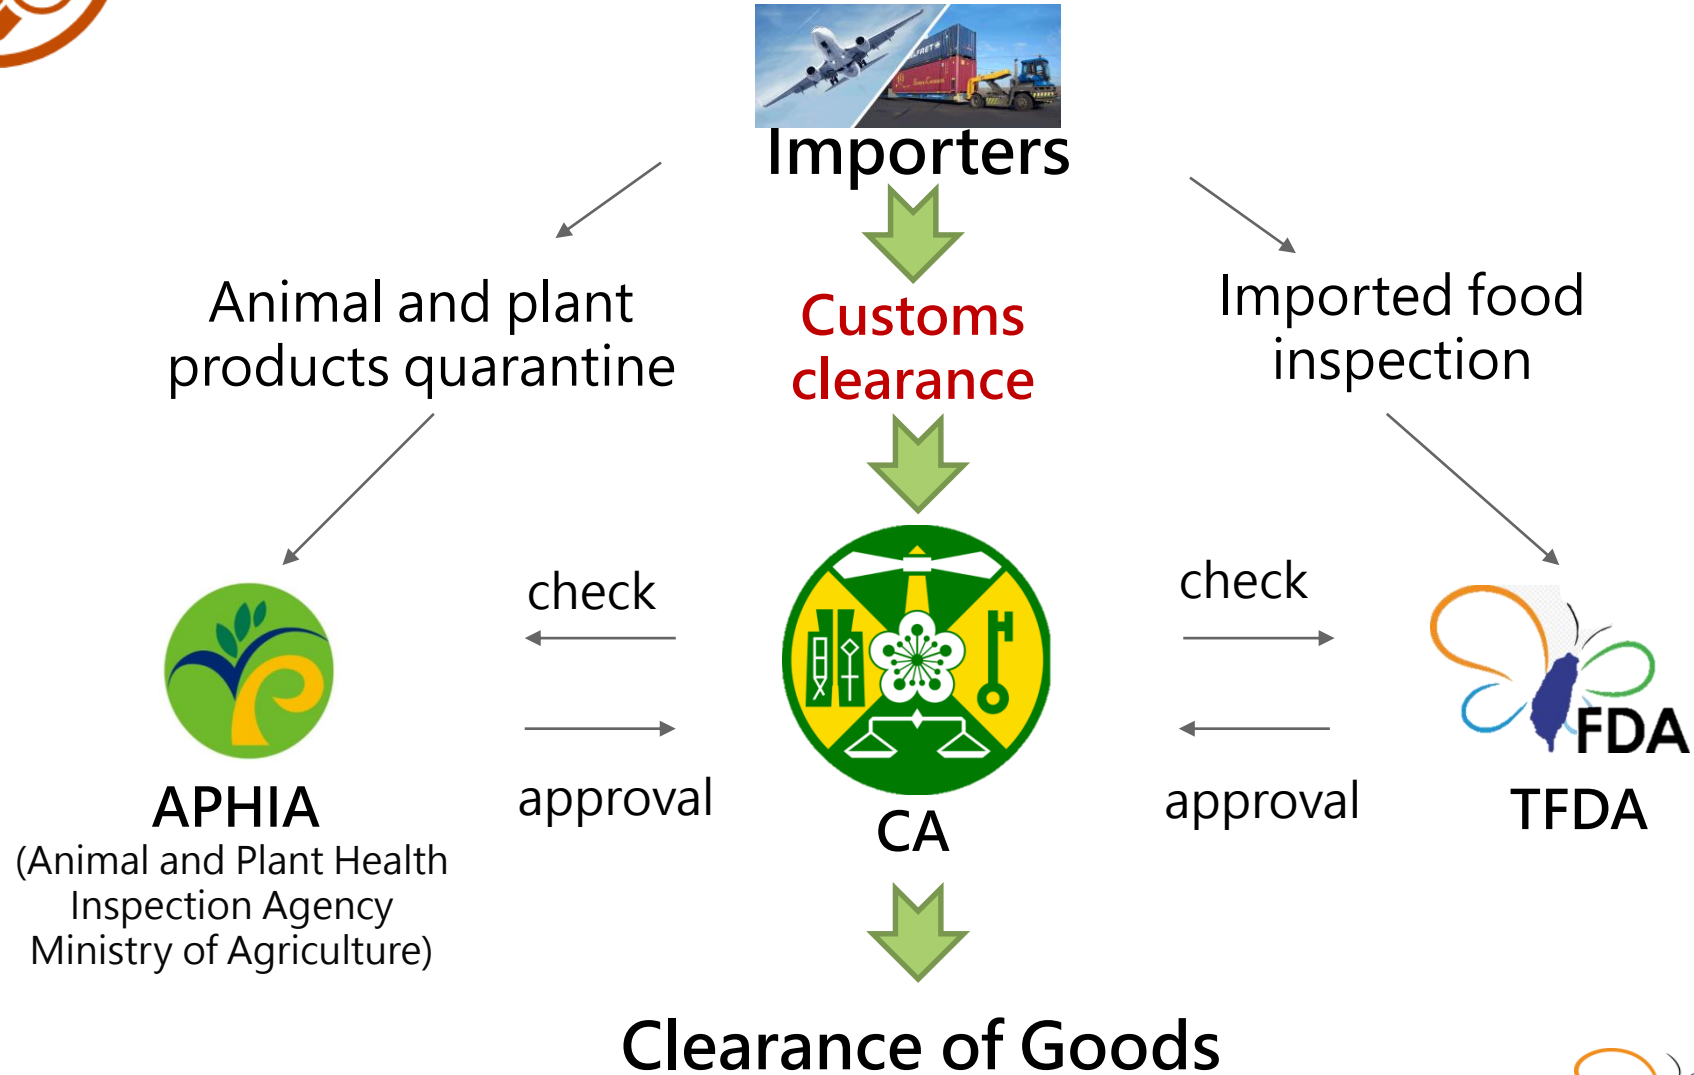 Importers
Animal and plant
products quarantine
Customs
clearance
Imported food
inspection
check
check
approval
approval
FDA
APHIA
(Animal and Plant Health
Inspection Agency
Ministry of Agriculture)
CA
TFDA
Clearance of Goods